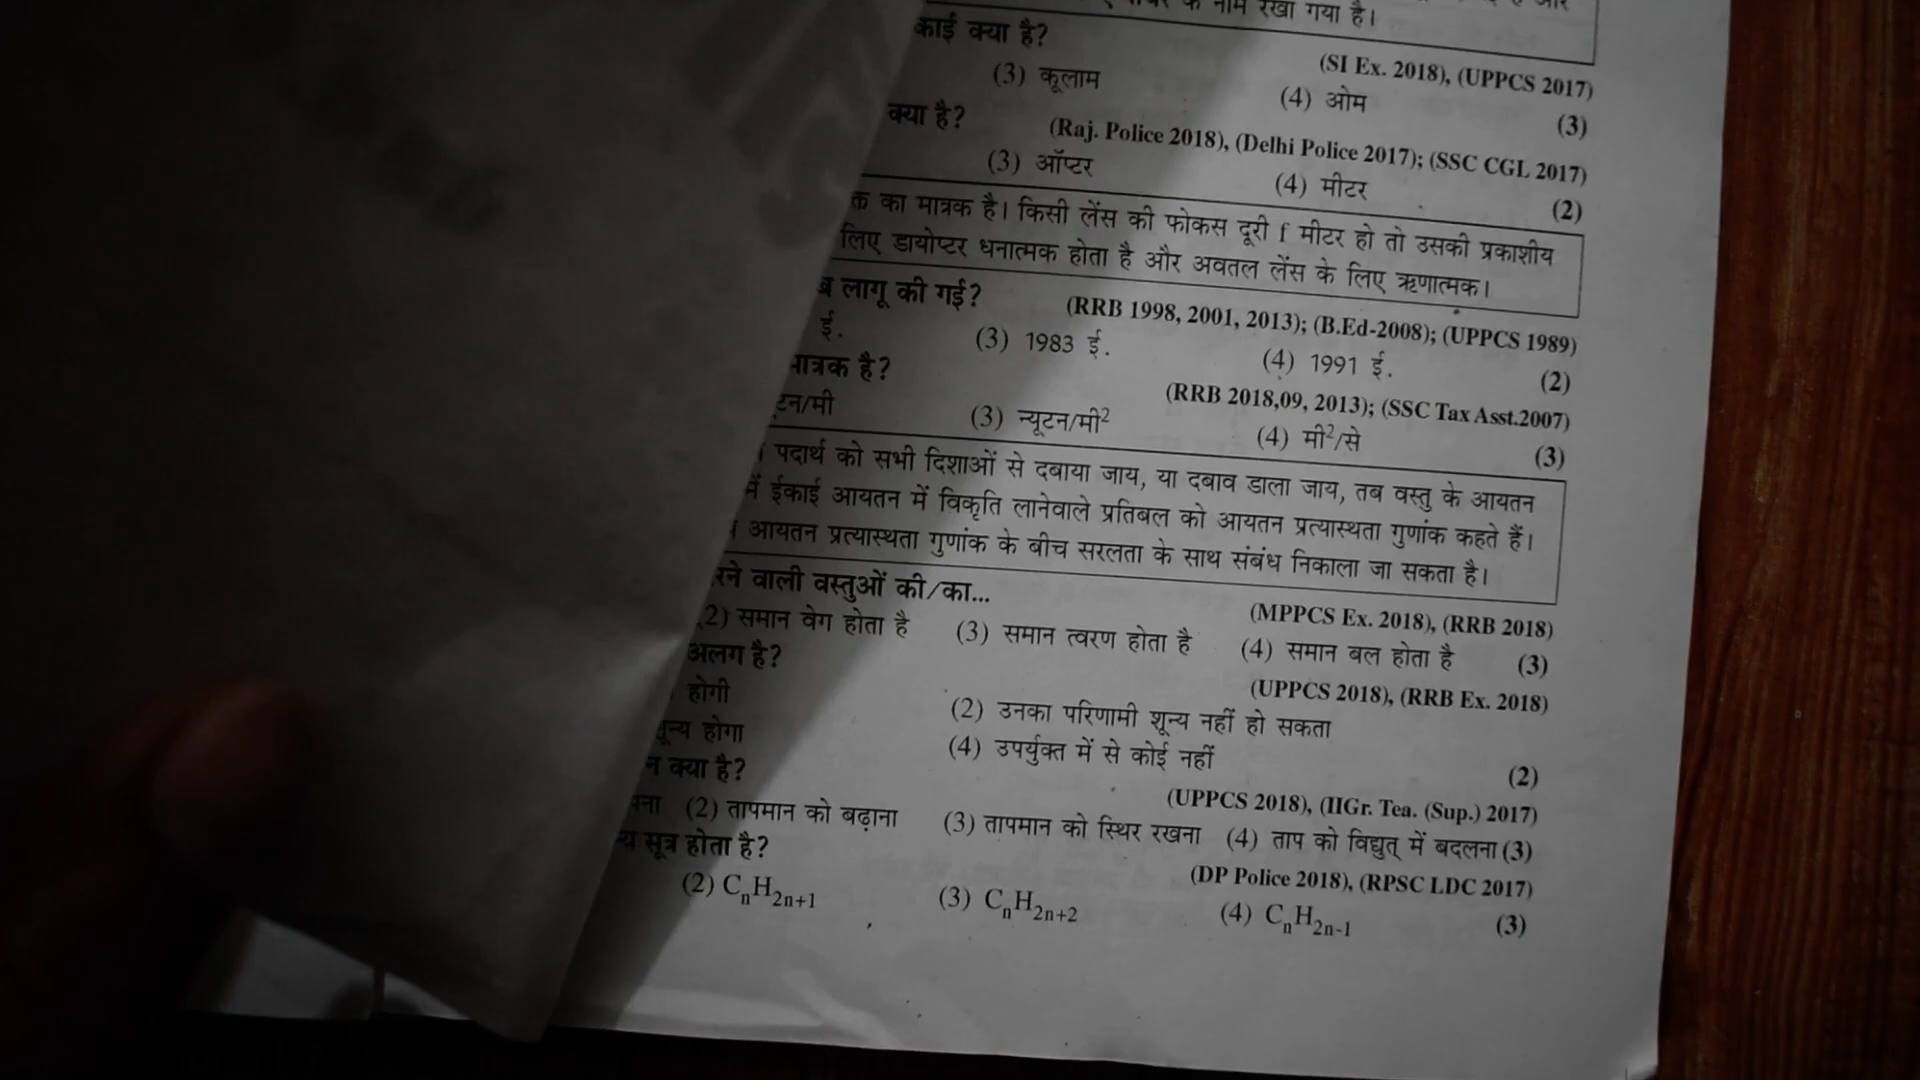 के नाम रखा गया है।
क्या है?
(SI Ex. 2018), (UPPCS 2017)
(3) कूलाम (4) ओम (3)
क्या है? (Raj. Police 2018), (Delhi Police 2017); (SSC CGL 2017)
(3) ऑप्टर (4) मीटर (2)
का मात्रक है। किसी लेंस की फोकस दूरी f मीटर हो तो उसकी प्रकाशीय
लिए डायोप्टर धनात्मक होता है और अवतल लेंस के लिए ऋणात्मक।
लागू की गई? (RRB 1998, 2001, 2013); (B.Ed-2008); (UPPCS 1989)
ई. (3) 1983 ई. (4) 1991 ई. (2)
है? (RRB 2018,09, 2013); (SSC Tax Asst.2007)
(3) न्यूटन/मी² (4) मी²/से (3)
पदार्थ को सभी दिशाओं से दबाया जाय, या दबाव डाला जाय, तब वस्तु के आयतन
में ईकाई आयतन में विकृति लानेवाले प्रतिबल को आयतन प्रत्यास्थता गुणांक कहते हैं।
आयतन प्रत्यास्थता गुणांक के बीच सरलता के साथ संबंध निकाला जा सकता है।
वाली वस्तुओं की/का... (MPPCS Ex. 2018), (RRB 2018)
(2) समान वेग होता है (3) समान त्वरण होता है (4) समान बल होता है (3)
अलग है? (UPPCS 2018), (RRB Ex. 2018)
होगी (2) उनका परिणामी शून्य नहीं हो सकता
होगा (4) उपर्युक्त में से कोई नहीं (2)
क्या है? (UPPCS 2018), (IIGr. Tea. (Sup.) 2017)
(2) तापमान को बढ़ाना (3) तापमान को स्थिर रखना (4) ताप को विद्युत् में बदलना (3)
सूत्र होता है? (DP Police 2018), (RPSC LDC 2017)
(2) CₙH₂ₙ₊₁ (3) CₙH₂ₙ₊₂ (4) CₙH₂ₙ₋₁ (3)